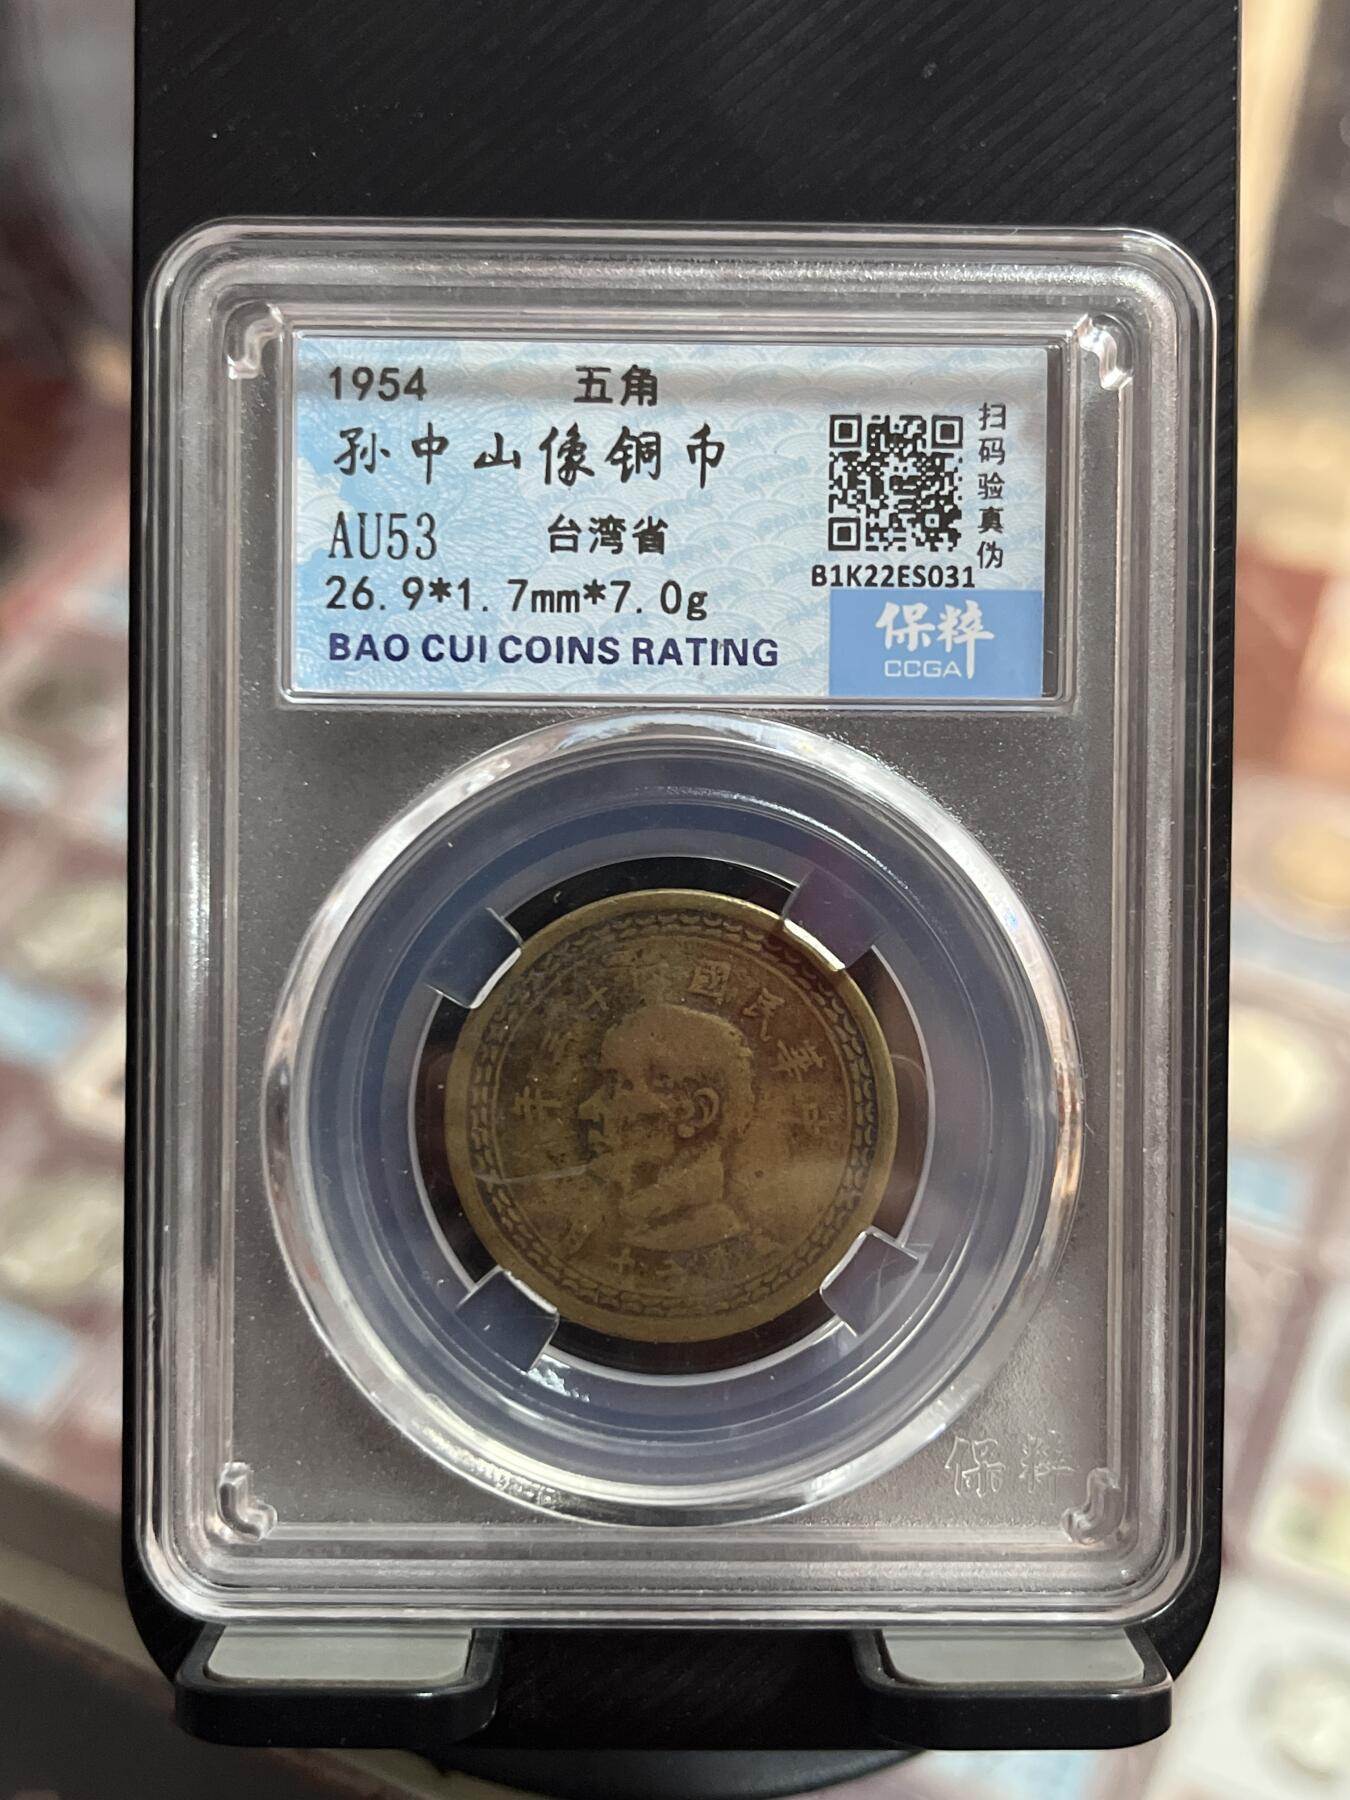 1954 五角
孙中山像铜币
AU53 台湾省
26.9*1.7mm*7.0g
BAO CUI COINS RATING
扫码验真伪
B1K22ES031
保粹
CCGA
中華民國四十三年
保粹